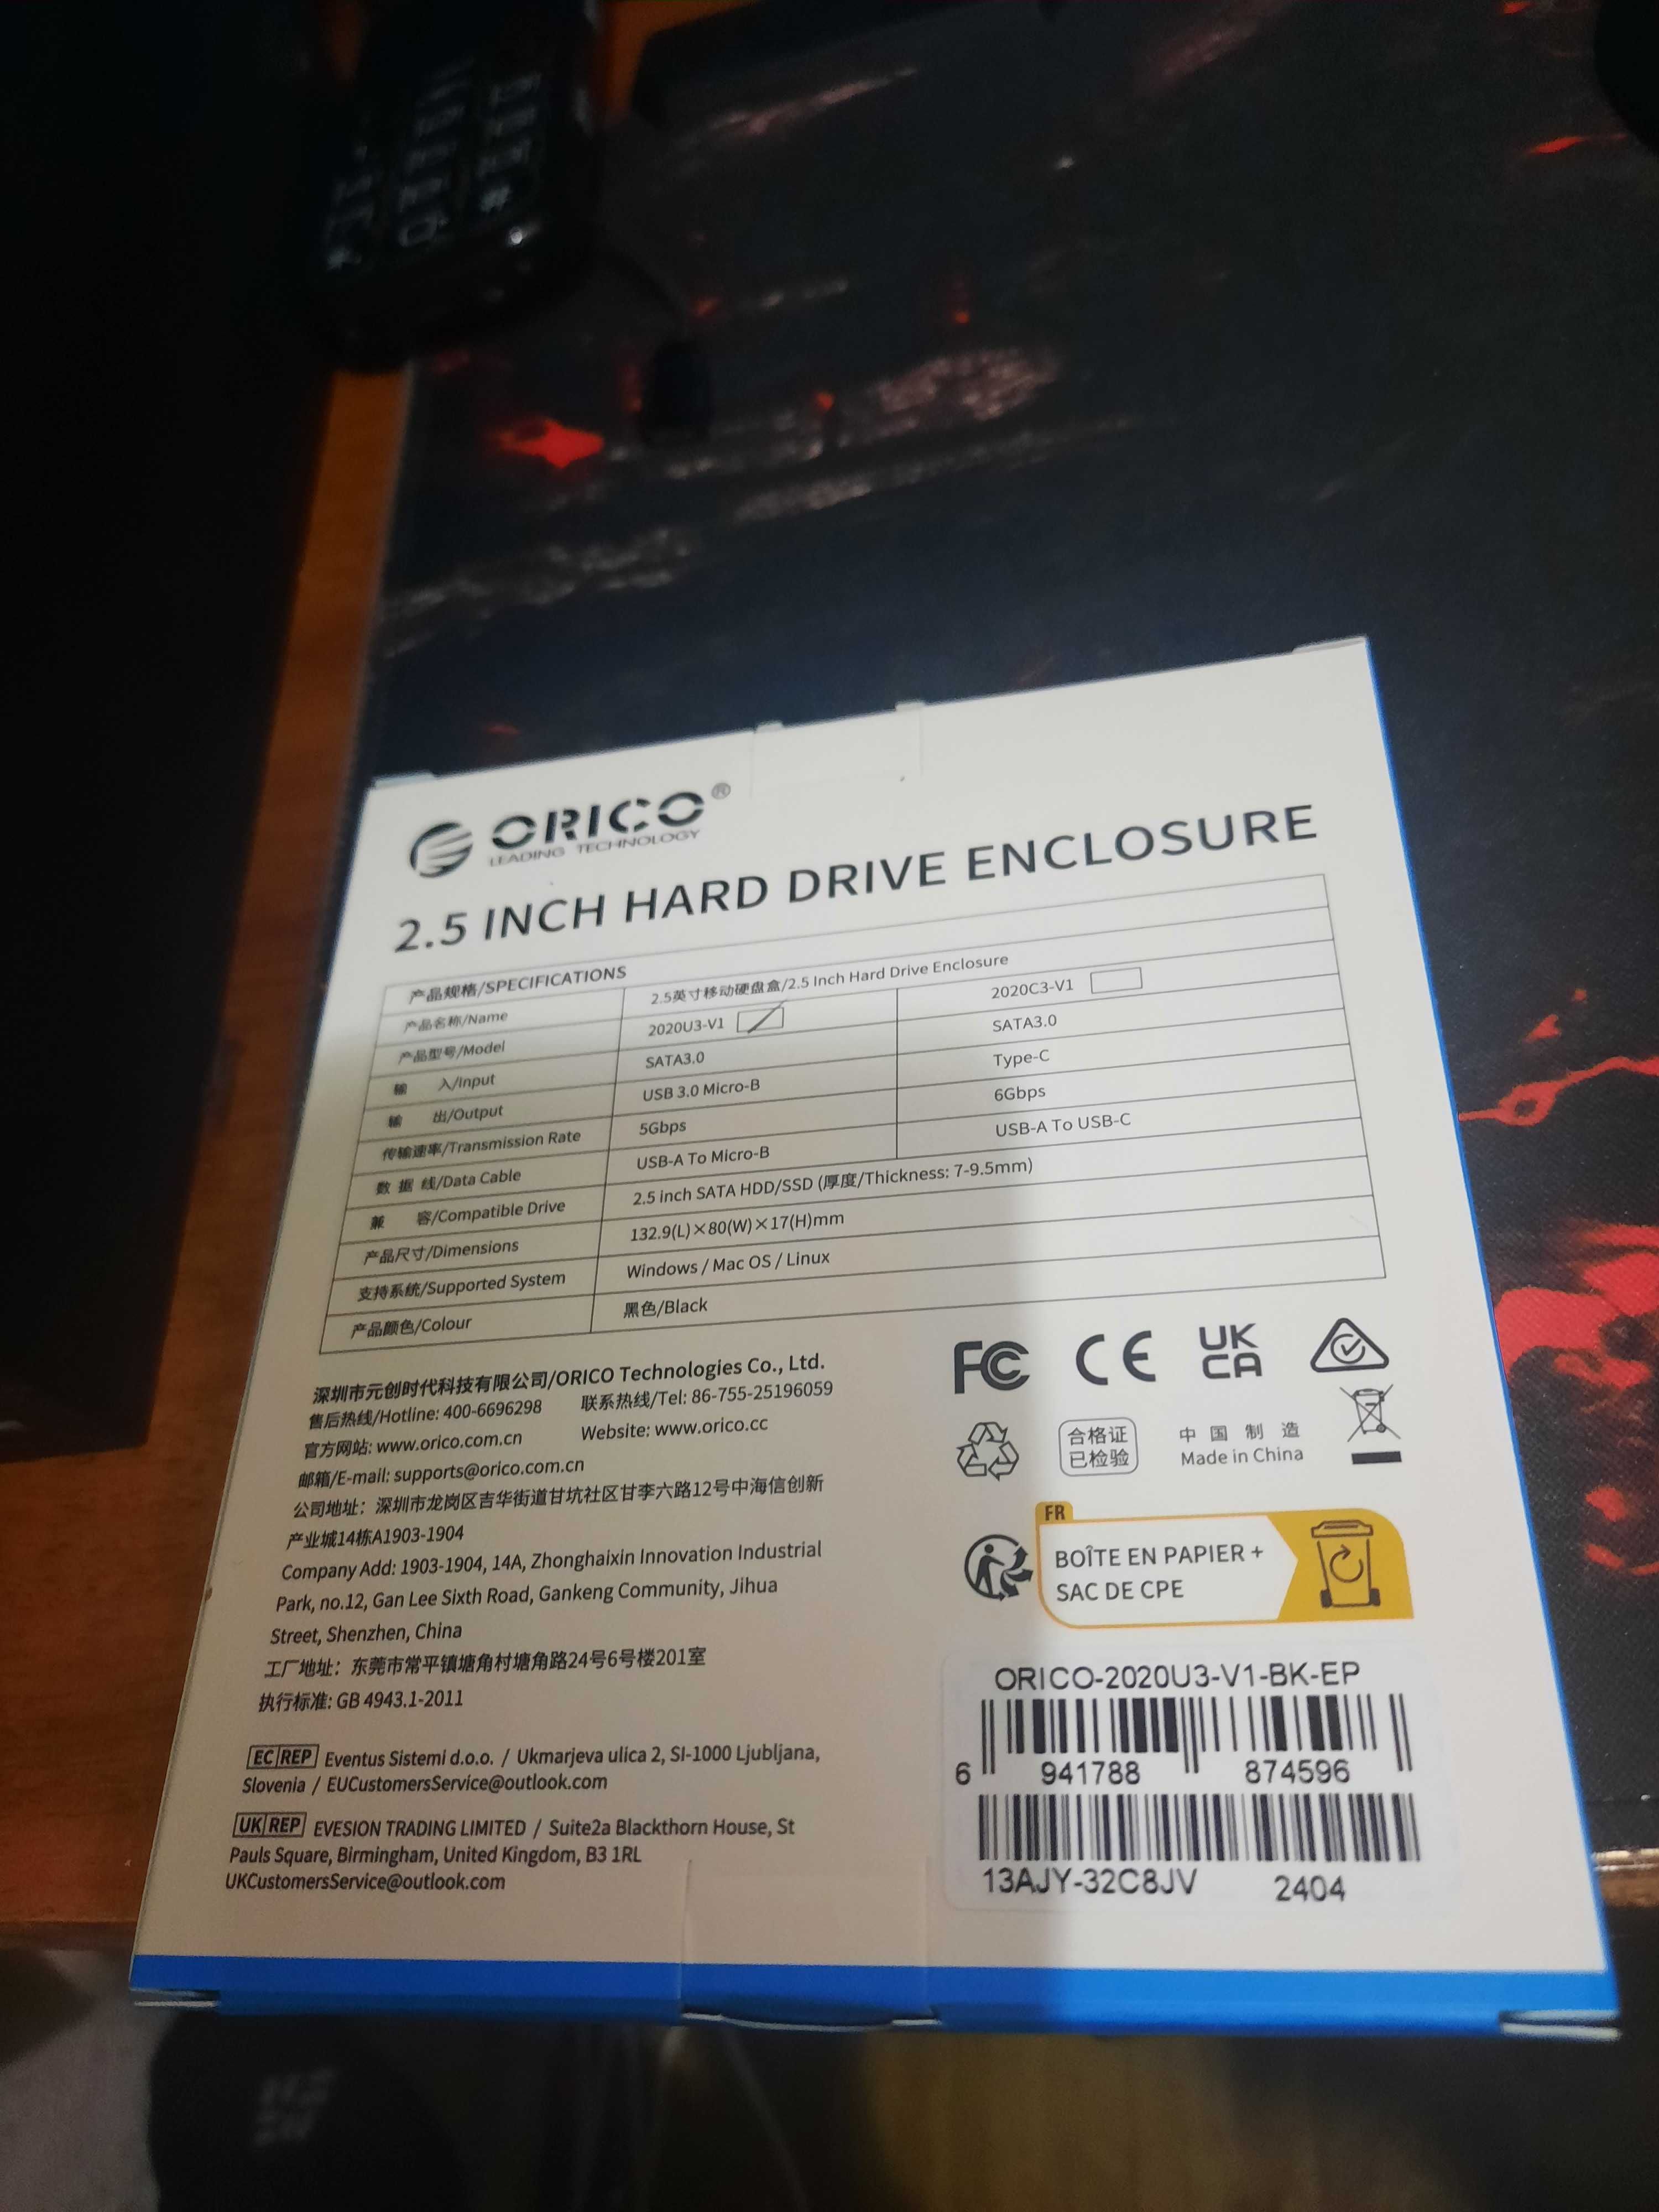 ORICO®
LEADING TECHNOLOGY
2.5 INCH HARD DRIVE ENCLOSURE
产品规格/SPECIFICATIONS
产品名称/Name 2.5英寸移动硬盘盒/2.5 Inch Hard Drive Enclosure
产品型号/Model 2020U3-V1 2020C3-V1
输 入/Input SATA3.0 SATA3.0
输 出/Output USB 3.0 Micro-B Type-C
传输速率/Transmission Rate 5Gbps 6Gbps
数 据 线/Data Cable USB-A To Micro-B USB-A To USB-C
兼 容/Compatible Drive 2.5 inch SATA HDD/SSD (厚度/Thickness: 7-9.5mm)
产品尺寸/Dimensions 132.9(L)×80(W)×17(H)mm
支持系统/Supported System Windows / Mac OS / Linux
产品颜色/Colour 黑色/Black
深圳市元创时代科技有限公司/ORICO Technologies Co., Ltd.
售后热线/Hotline: 400-6696298 联系热线/Tel: 86-755-25196059
官方网站: www.orico.com.cn Website: www.orico.cc
邮箱/E-mail: supports@orico.com.cn
公司地址：深圳市龙岗区吉华街道甘坑社区甘李六路12号中海信创新
产业城14栋A1903-1904
Company Add: 1903-1904, 14A, Zhonghaixin Innovation Industrial
Park, no.12, Gan Lee Sixth Road, Gankeng Community, Jihua
Street, Shenzhen, China
工厂地址：东莞市常平镇塘角村塘角路24号6号楼201室
执行标准: GB 4943.1-2011
EC REP Eventus Sistemi d.o.o. / Ukmarjeva ulica 2, SI-1000 Ljubljana,
Slovenia / EUCustomersService@outlook.com
UK REP EVESION TRADING LIMITED / Suite2a Blackthorn House, St
Pauls Square, Birmingham, United Kingdom, B3 1RL
UKCustomersService@outlook.com
FC CE UK
CA
合格证
已检验
中国制造
Made in China
FR
BOÎTE EN PAPIER +
SAC DE CPE
ORICO-2020U3-V1-BK-EP
6 941788 874596
13AJY-32C8JV 2404